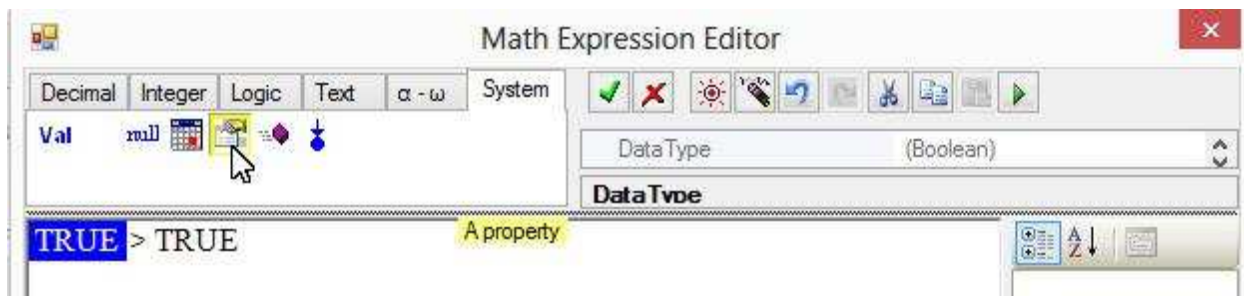 Math Expression Editor
Decimal Integer Logic Text α - ω System
Val null
DataType (Boolean)
DataType
TRUE > TRUE
A property
A Z